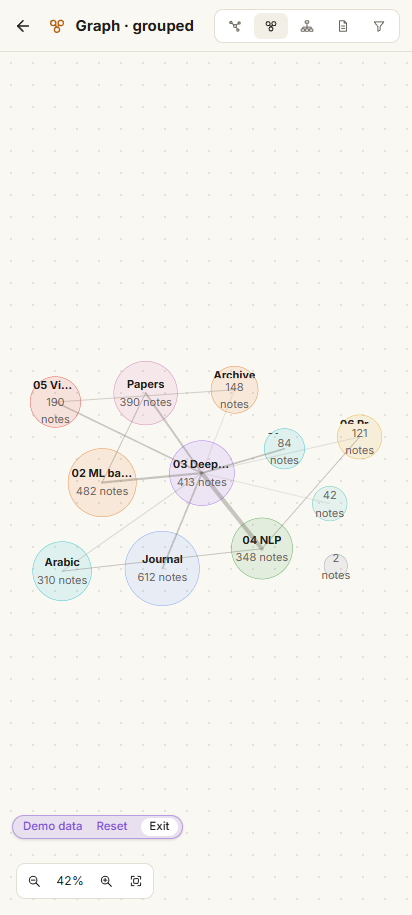 Graph · grouped
05 Vi...
190
notes
Papers
390 notes
Archive
148
notes
84
notes
121
notes
02 ML ba...
482 notes
03 Deep...
413 notes
42
notes
04 NLP
348 notes
Arabic
310 notes
Journal
612 notes
2
notes
Demo data Reset Exit
42%